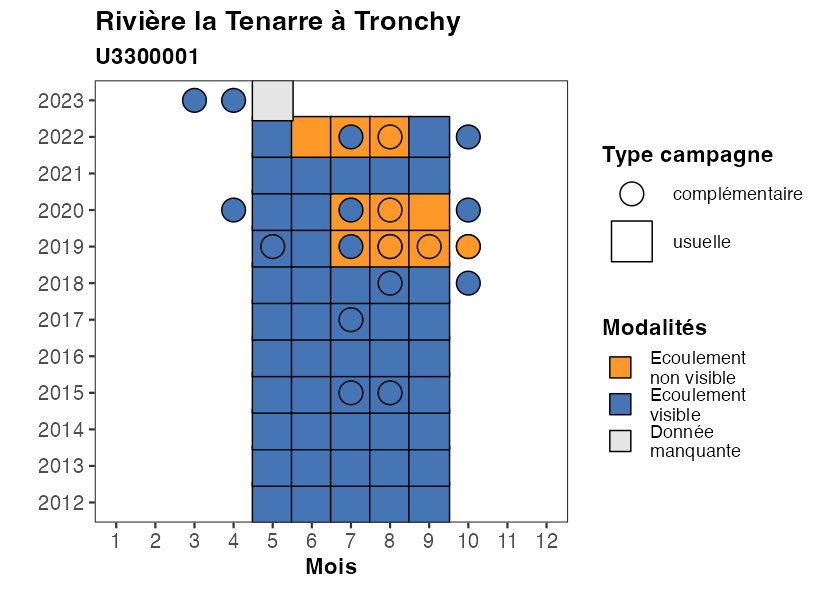 Rivière la Tenarre à Tronchy
U3300001
2023
2022
2021
2020
2019
2018
2017
2016
2015
2014
2013
2012
1 2 3 4 5 6 7 8 9 10 11 12
Mois
Type campagne
complémentaire
usuelle
Modalités
Ecoulement
non visible
Ecoulement
visible
Donnée
manquante